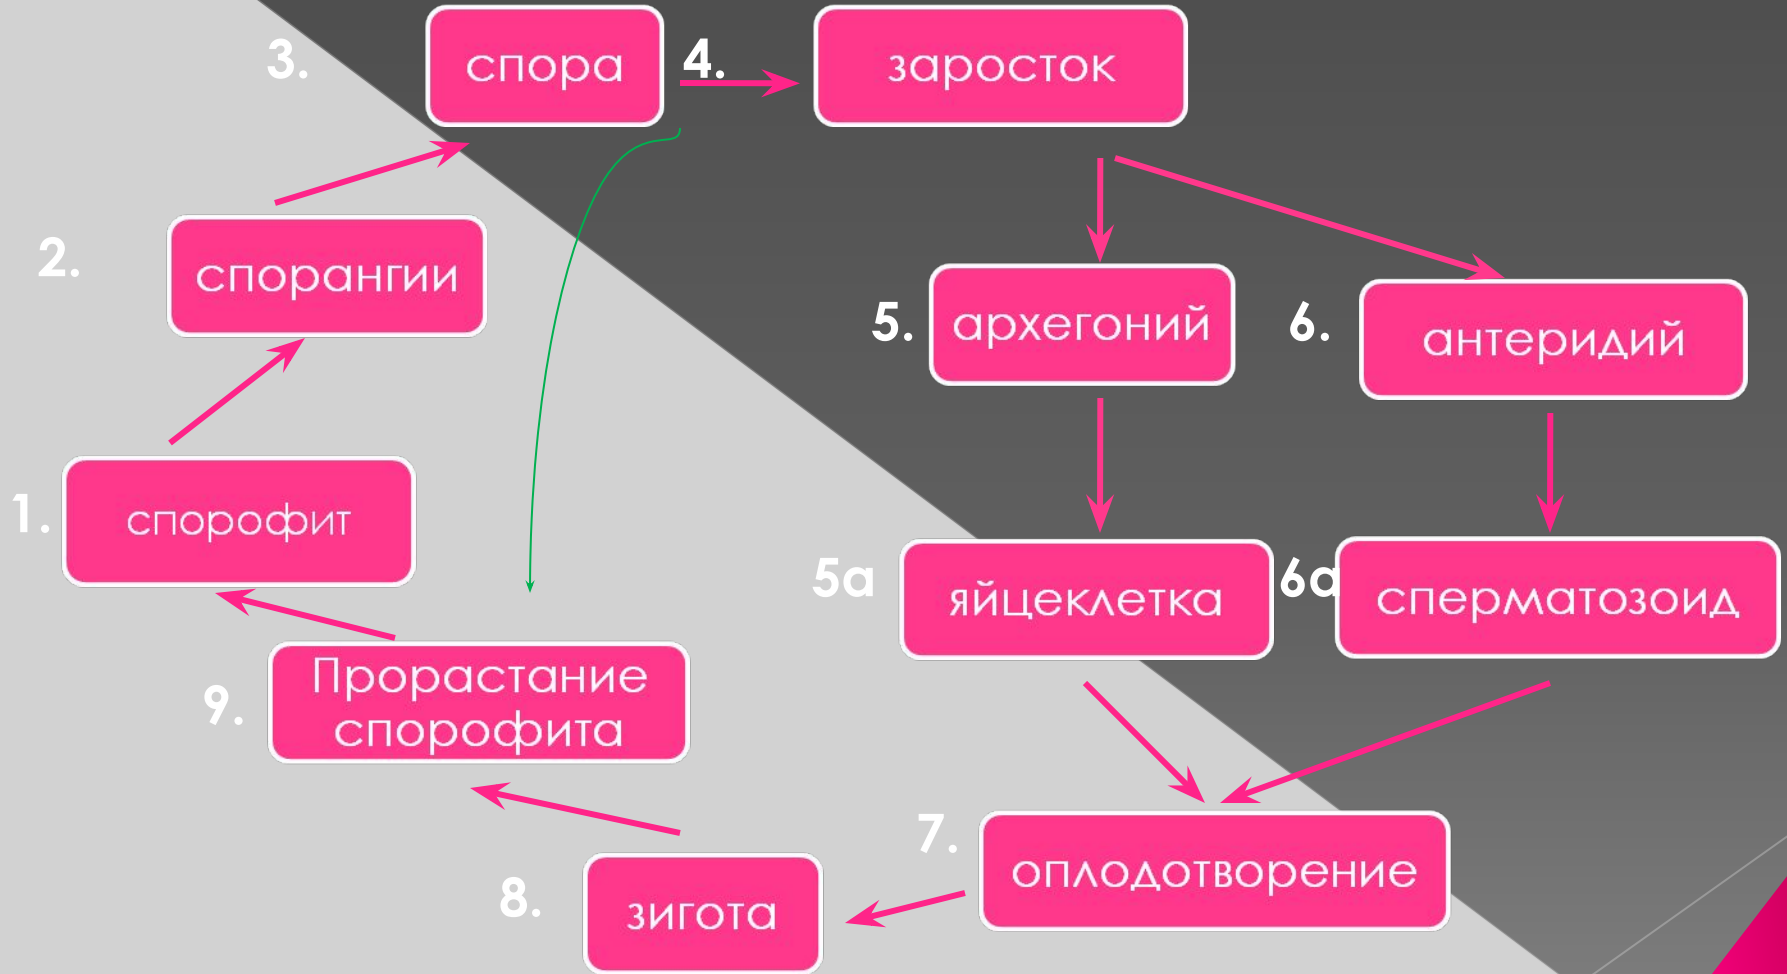 3.
спора
4.
заросток
2.
спорангии
5.
архегоний
6.
антеридий
1.
спорофит
5а
яйцеклетка
6а
сперматозоид
9.
Прорастание
спорофита
7.
оплодотворение
8.
зигота